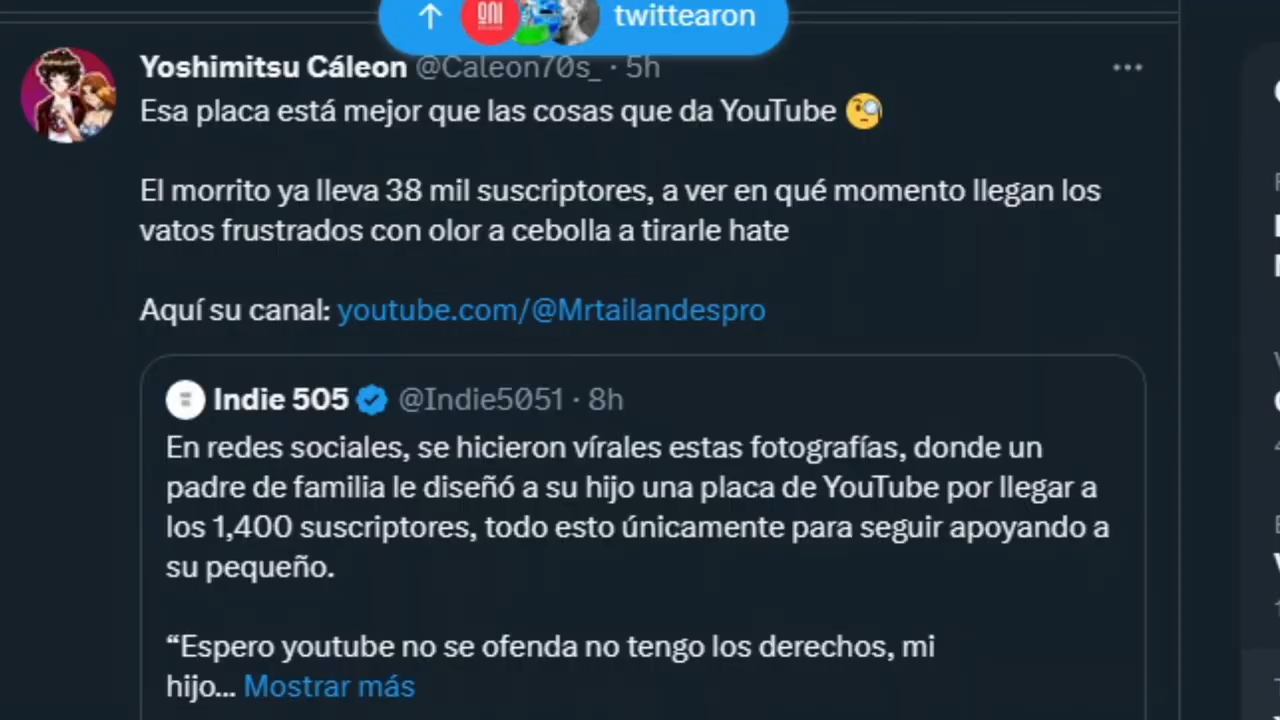 twittearon
Yoshimitsu Cáleon @Caleon70s_ · 5h
Esa placa está mejor que las cosas que da YouTube 🧐
El morrito ya lleva 38 mil suscriptores, a ver en qué momento llegan los
vatos frustrados con olor a cebolla a tirarle hate
Aquí su canal: youtube.com/@Mrtailandespro
Indie 505 @Indie5051 · 8h
En redes sociales, se hicieron vírales estas fotografías, donde un
padre de familia le diseñó a su hijo una placa de YouTube por llegar a
los 1,400 suscriptores, todo esto únicamente para seguir apoyando a
su pequeño.
“Espero youtube no se ofenda no tengo los derechos, mi
hijo... Mostrar más